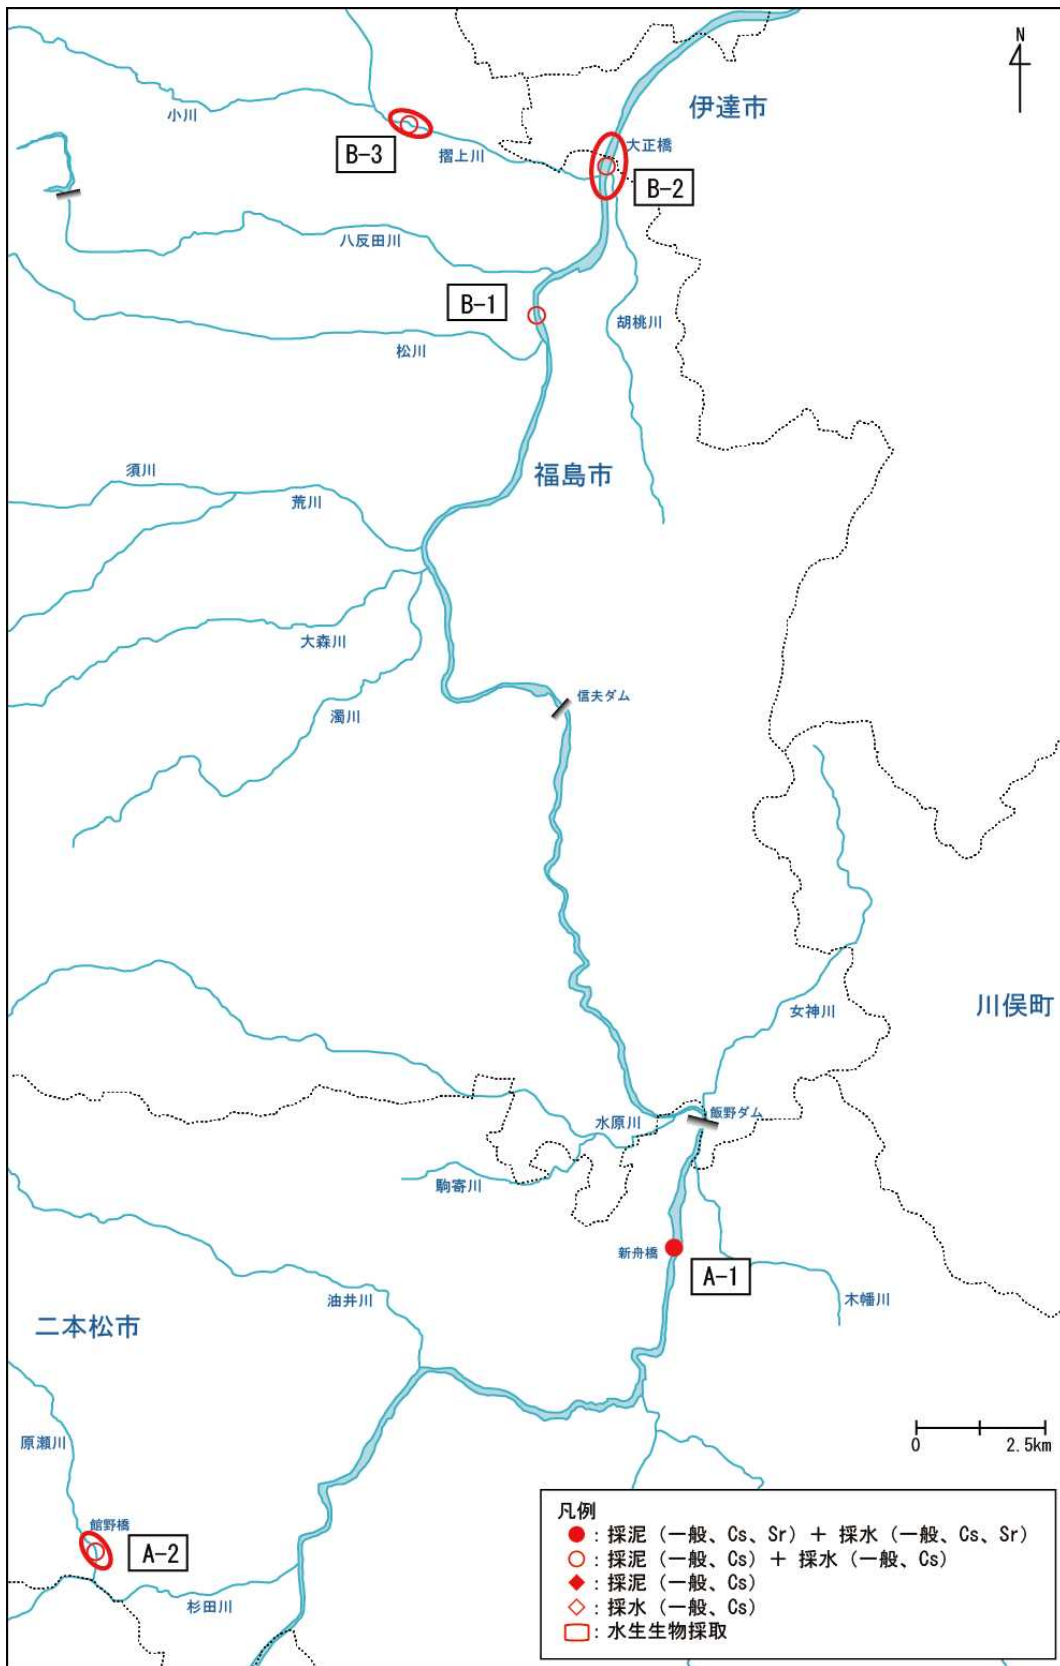 N
伊達市
小川
大正橋
B-3
摺上川
B-2
八反田川
B-1
胡桃川
松川
福島市
須川
荒川
大森川
信夫ダム
濁川
川俣町
女神川
飯野ダム
水原川
駒寄川
新舟橋
A-1
油井川
木幡川
二本松市
原瀬川
0 2.5km
館野橋
A-2
杉田川
凡例
: 採泥（一般、Cs、Sr）＋ 採水（一般、Cs、Sr）
: 採泥（一般、Cs）＋ 採水（一般、Cs）
: 採泥（一般、Cs）
: 採水（一般、Cs）
: 水生生物採取